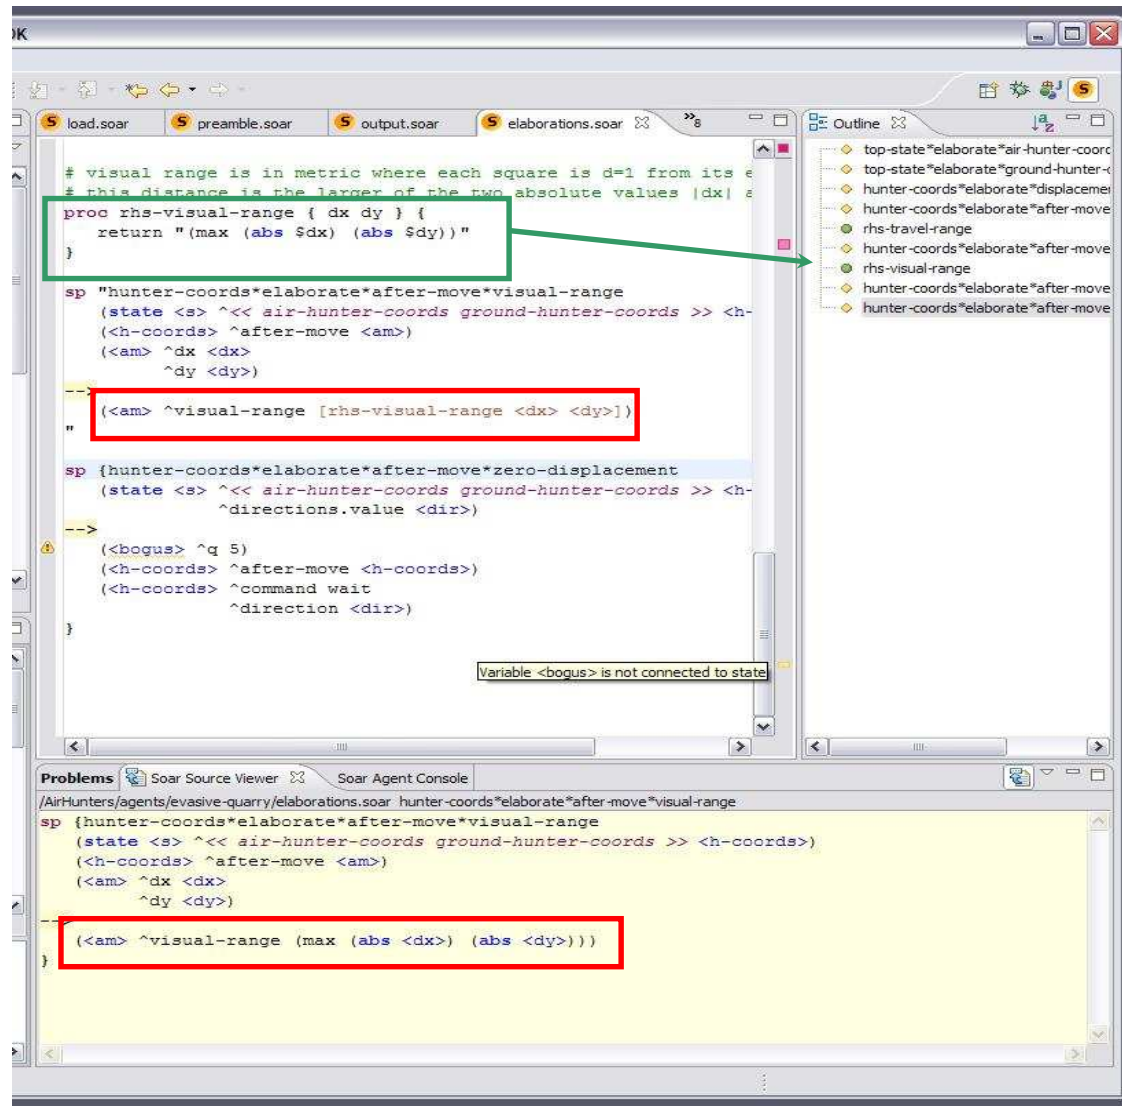 OK
load.soar
preamble.soar
output.soar
elaborations.soar
8
# visual range is in metric where each square is d=1 from its e
# this distance is the larger of the two absolute values |dx| a
proc rhs-visual-range { dx dy } {
return "(max (abs $dx) (abs $dy))"
}
sp "hunter-coords*elaborate*after-move*visual-range
(state <s> ^<< air-hunter-coords ground-hunter-coords >> <h-
(<h-coords> ^after-move <am>)
(<am> ^dx <dx>
^dy <dy>)
-->
(<am> ^visual-range [rhs-visual-range <dx> <dy>])
"
sp {hunter-coords*elaborate*after-move*zero-displacement
(state <s> ^<< air-hunter-coords ground-hunter-coords >> <h-
^directions.value <dir>)
-->
(<bogus> ^q 5)
(<h-coords> ^after-move <h-coords>)
(<h-coords> ^command wait
^direction <dir>)
}
Variable <bogus> is not connected to state
Outline
top-state*elaborate*air-hunter-coord
top-state*elaborate*ground-hunter-c
hunter-coords*elaborate*displacemen
hunter-coords*elaborate*after-move
rhs-travel-range
hunter-coords*elaborate*after-move
rhs-visual-range
hunter-coords*elaborate*after-move
hunter-coords*elaborate*after-move
Problems
Soar Source Viewer
Soar Agent Console
/AirHunters/agents/evasive-quarry/elaborations.soar hunter-coords*elaborate*after-move*visual-range
sp {hunter-coords*elaborate*after-move*visual-range
(state <s> ^<< air-hunter-coords ground-hunter-coords >> <h-coords>)
(<h-coords> ^after-move <am>)
(<am> ^dx <dx>
^dy <dy>)
-->
(<am> ^visual-range (max (abs <dx>) (abs <dy>)))
}